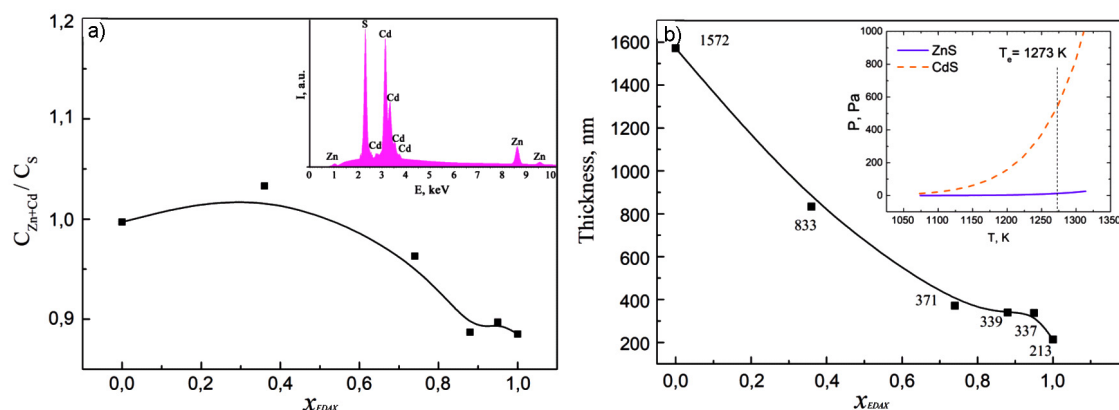 a)
1,2
1,1
1,0
0,9
C_Zn+Cd / C_S
0,0 0,2 0,4 0,6 0,8 1,0
x_EDAX
S
Cd
Cd
Cd
Cd
Cd
Zn
Zn
Zn
I, a.u.
0 1 2 3 4 5 6 7 8 9 10
E, keV
b)
1600
1400
1200
1000
800
600
400
200
Thickness, nm
1572
833
371
339
337
213
0,0 0,2 0,4 0,6 0,8 1,0
x_EDAX
ZnS
CdS
T_e= 1273 K
1000
800
600
400
200
0
P, Pa
1050 1100 1150 1200 1250 1300 1350
T, K